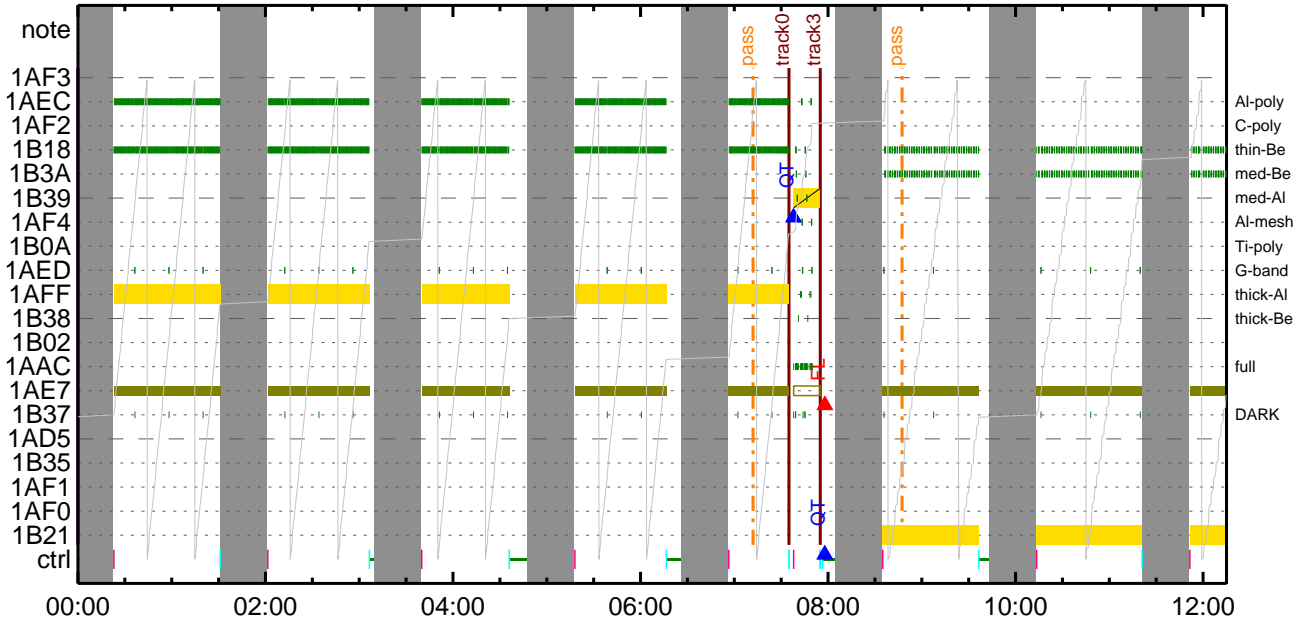 note
pass
track0
track3
pass
1AF3
1AEC Al-poly
1AF2 C-poly
1B18 thin-Be
1B3A med-Be
QT
1B39 med-Al
1AF4 Al-mesh
1B0A Ti-poly
1AED G-band
1AFF thick-Al
1B38 thick-Be
1B02
1AAC full
FL
1AE7
1B37 DARK
1AD5
1B35
1AF1
1AF0
QT
1B21
ctrl
00:00 02:00 04:00 06:00 08:00 10:00 12:00